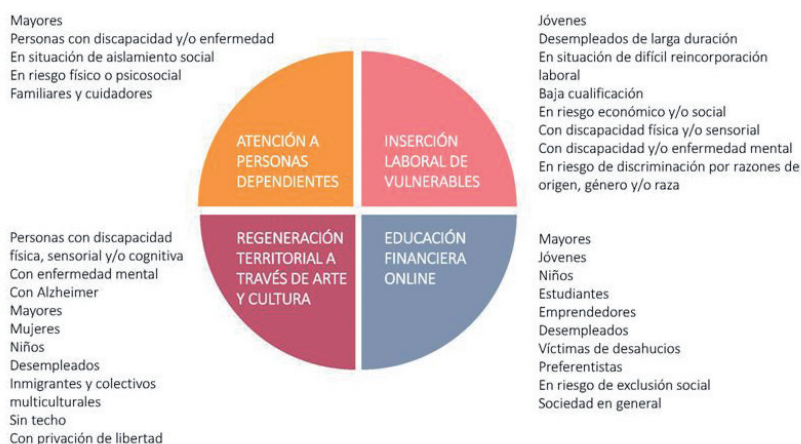 Mayores
Personas con discapacidad y/o enfermedad
En situación de aislamiento social
En riesgo físico o psicosocial
Familiares y cuidadores
Jóvenes
Desempleados de larga duración
En situación de difícil reincorporación
laboral
Baja cualificación
En riesgo económico y/o social
Con discapacidad física y/o sensorial
Con discapacidad y/o enfermedad mental
En riesgo de discriminación por razones de
origen, género y/o raza
ATENCIÓN A
PERSONAS
DEPENDIENTES
INSERCIÓN
LABORAL DE
VULNERABLES
REGENERACIÓN
TERRITORIAL A
TRAVÉS DE ARTE
Y CULTURA
EDUCACIÓN
FINANCIERA
ONLINE
Personas con discapacidad
física, sensorial y/o cognitiva
Con enfermedad mental
Con Alzheimer
Mayores
Mujeres
Niños
Desempleados
Inmigrantes y colectivos
multiculturales
Sin techo
Con privación de libertad
Mayores
Jóvenes
Niños
Estudiantes
Emprendedores
Desempleados
Víctimas de desahucios
Preferentistas
En riesgo de exclusión social
Sociedad en general